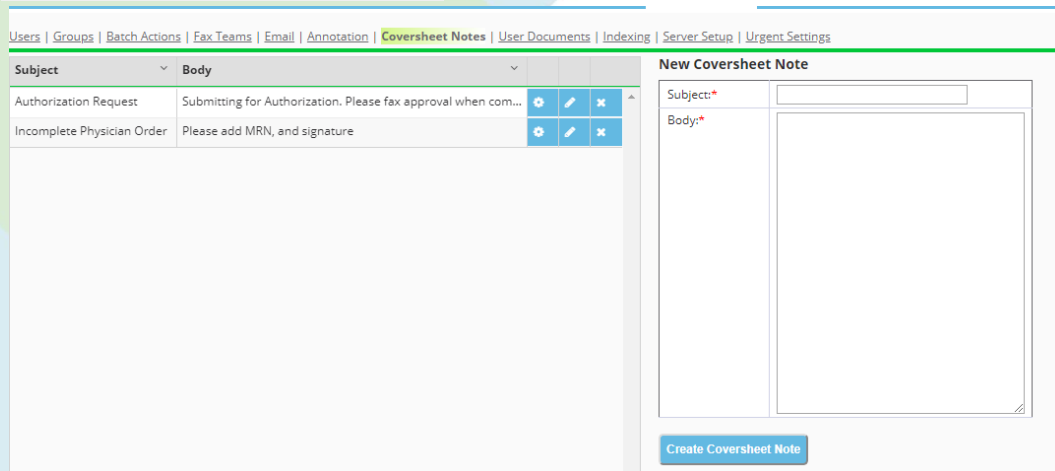 Users | Groups | Batch Actions | Fax Teams | Email | Annotation | Coversheet Notes | User Documents | Indexing | Server Setup | Urgent Settings
Subject Body
Authorization Request Submitting for Authorization. Please fax approval when com...
Incomplete Physician Order Please add MRN, and signature
New Coversheet Note
Subject:*
Body:*
Create Coversheet Note